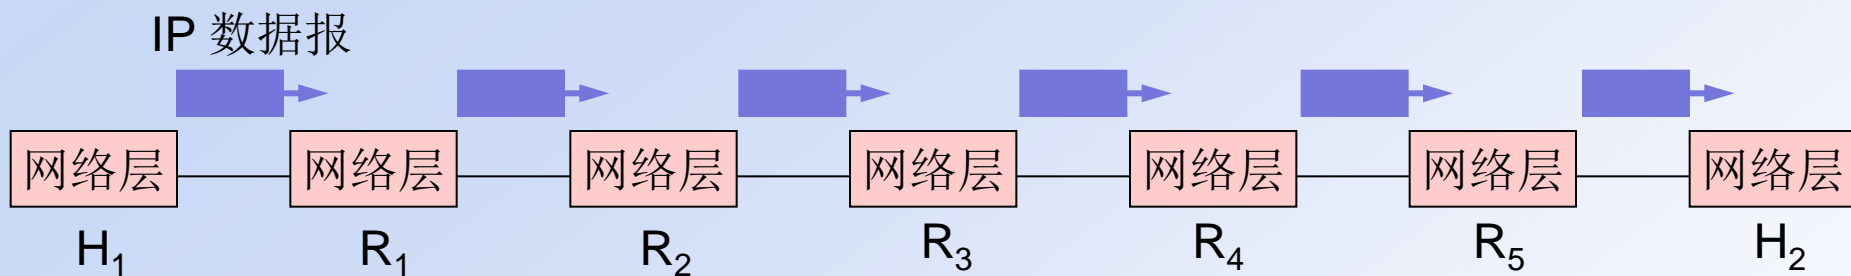 IP 数据报
网络层 网络层 网络层 网络层 网络层 网络层 网络层
H₁ R₁ R₂ R₃ R₄ R₅ H₂